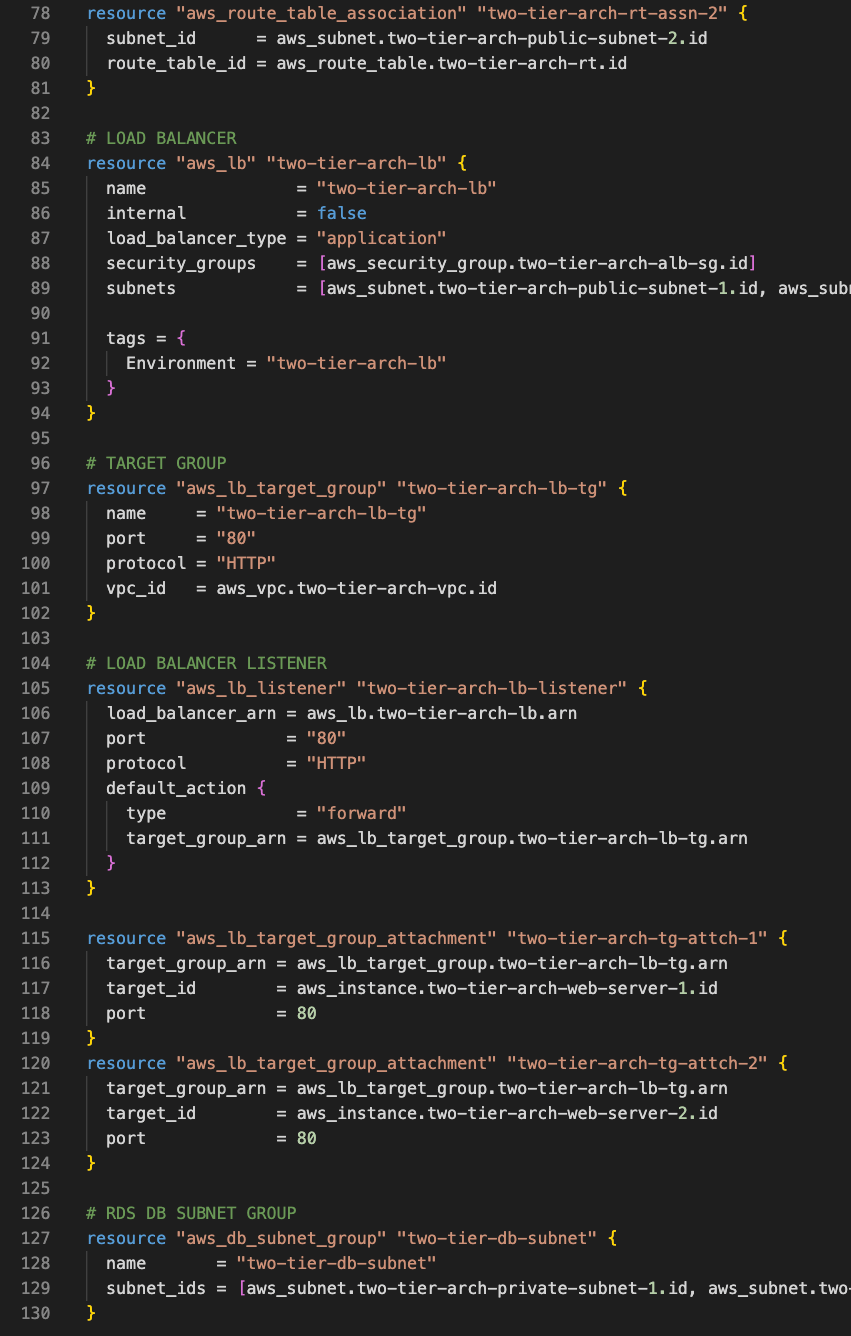 78 resource "aws_route_table_association" "two-tier-arch-rt-assn-2" {
79   subnet_id      = aws_subnet.two-tier-arch-public-subnet-2.id
80   route_table_id = aws_route_table.two-tier-arch-rt.id
81 }
82
83 # LOAD BALANCER
84 resource "aws_lb" "two-tier-arch-lb" {
85   name               = "two-tier-arch-lb"
86   internal           = false
87   load_balancer_type = "application"
88   security_groups    = [aws_security_group.two-tier-arch-alb-sg.id]
89   subnets            = [aws_subnet.two-tier-arch-public-subnet-1.id,
90
91   tags = {
92     Environment = "two-tier-arch-lb"
93   }
94 }
95
96 # TARGET GROUP
97 resource "aws_lb_target_group" "two-tier-arch-lb-tg" {
98   name     = "two-tier-arch-lb-tg"
99   port     = "80"
100   protocol = "HTTP"
101   vpc_id   = aws_vpc.two-tier-arch-vpc.id
102 }
103
104 # LOAD BALANCER LISTENER
105 resource "aws_lb_listener" "two-tier-arch-lb-listener" {
106   load_balancer_arn = aws_lb.two-tier-arch-lb.arn
107   port              = "80"
108   protocol          = "HTTP"
109   default_action {
110     type             = "forward"
111     target_group_arn = aws_lb_target_group.two-tier-arch-lb-tg.arn
112   }
113 }
114
115 resource "aws_lb_target_group_attachment" "two-tier-arch-tg-attch-1" {
116   target_group_arn = aws_lb_target_group.two-tier-arch-lb-tg.arn
117   target_id        = aws_instance.two-tier-arch-web-server-1.id
118   port             = 80
119 }
120 resource "aws_lb_target_group_attachment" "two-tier-arch-tg-attch-2" {
121   target_group_arn = aws_lb_target_group.two-tier-arch-lb-tg.arn
122   target_id        = aws_instance.two-tier-arch-web-server-2.id
123   port             = 80
124 }
125
126 # RDS DB SUBNET GROUP
127 resource "aws_db_subnet_group" "two-tier-db-subnet" {
128   name       = "two-tier-db-subnet"
129   subnet_ids = [aws_subnet.two-tier-arch-private-subnet-1.id, aws_subnet.two-
130 }